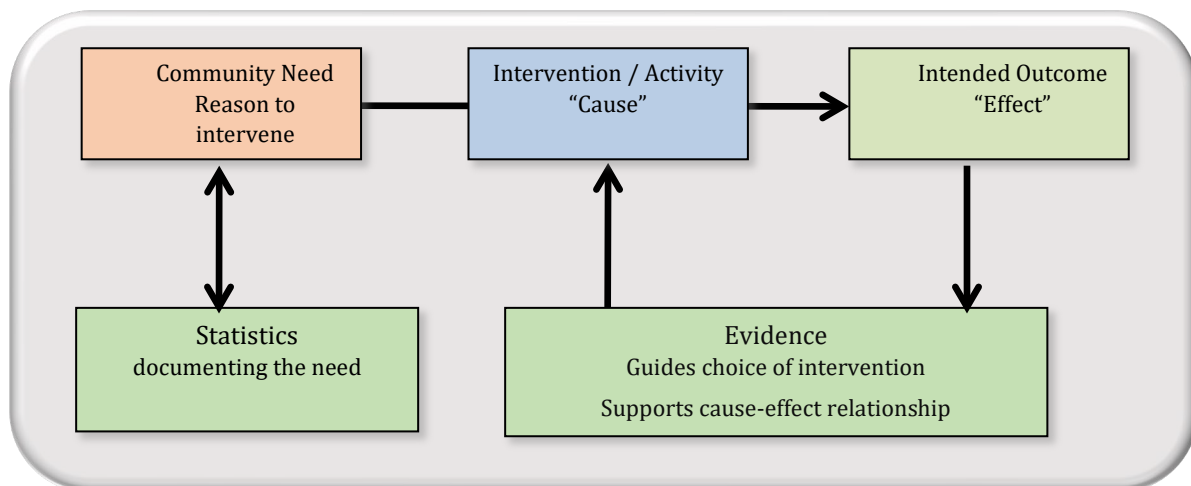 Community Need
Reason to
intervene
Intervention / Activity
“Cause”
Intended Outcome
“Effect”
Statistics
documenting the need
Evidence
Guides choice of intervention
Supports cause-effect relationship